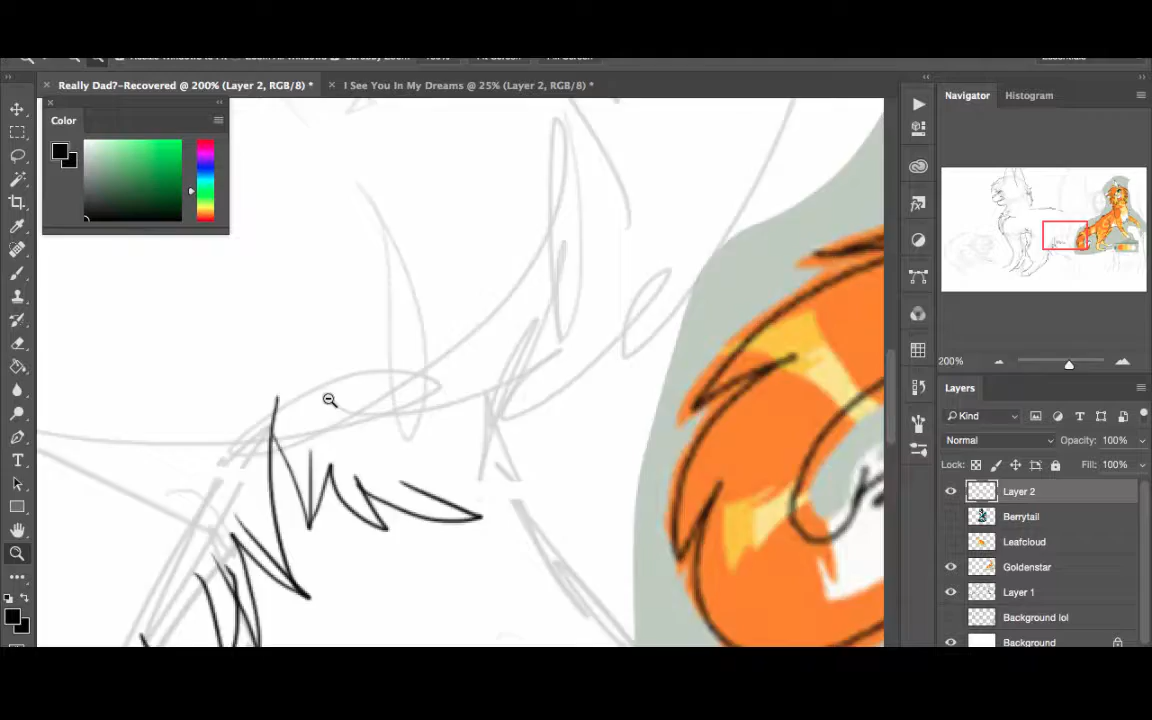 Really Dad?-Recovered @ 200% (Layer 2, RGB/8) *
I See You In My Dreams @ 25% (Layer 2, RGB/8) *
Color
Navigator
Histogram
200%
Layers
Kind
Normal
Opacity: 100%
Lock:
Fill: 100%
Layer 2
Berrytail
Leafcloud
Goldenstar
Layer 1
Background lol
Background